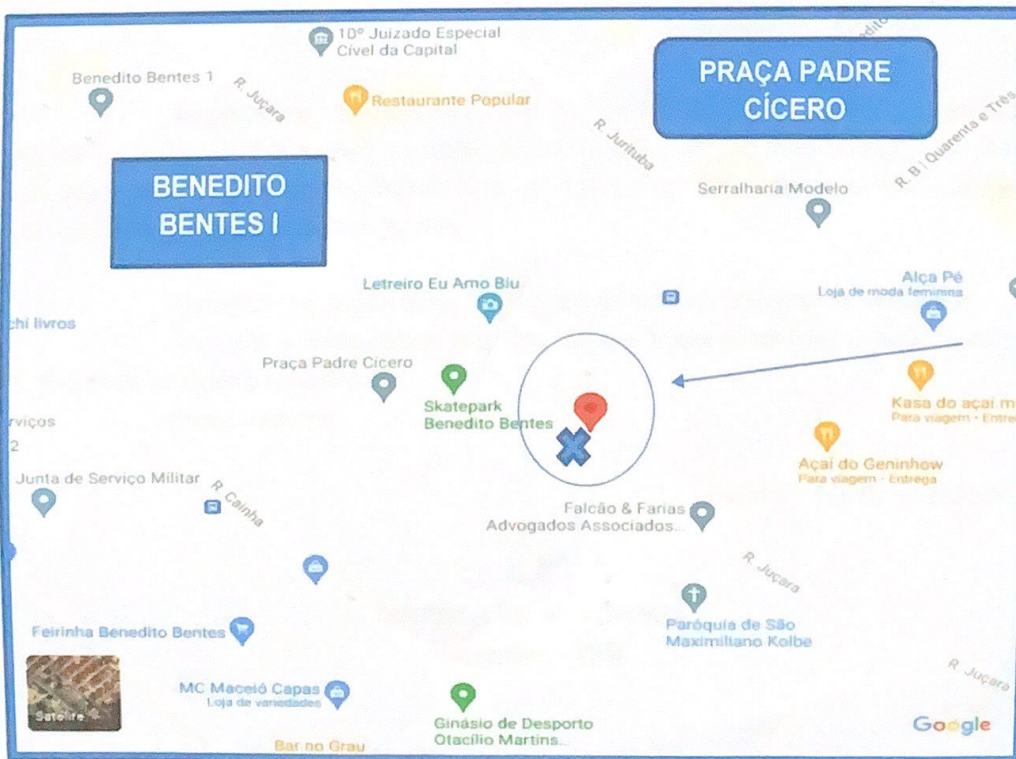 10º Juizado Especial
Cível da Capital
Benedito Bentes 1
R. Juçara
Restaurante Popular
PRAÇA PADRE
CÍCERO
R. Jurituba
R. B | Quarenta e Três
BENEDITO
BENTES I
Serralharia Modelo
Letreiro Eu Amo Biu
Alça Pé
Loja de moda feminina
chi livros
Praça Padre Cícero
Skatepark
Benedito Bentes
Kasa do açaí m
Para viagem - Entreg
rviços
2
Açaí do Geninhow
Para viagem - Entrega
Junta de Serviço Militar
R. Cainha
Falcão & Farias
Advogados Associados...
R. Juçara
Paróquia de São
Maximiliano Kolbe
Feirinha Benedito Bentes
R. Juçara
MC Maceió Capas
Loja de variedades
Satélite
Ginásio de Desporto
Otacílio Martins...
Google
Bar no Grau